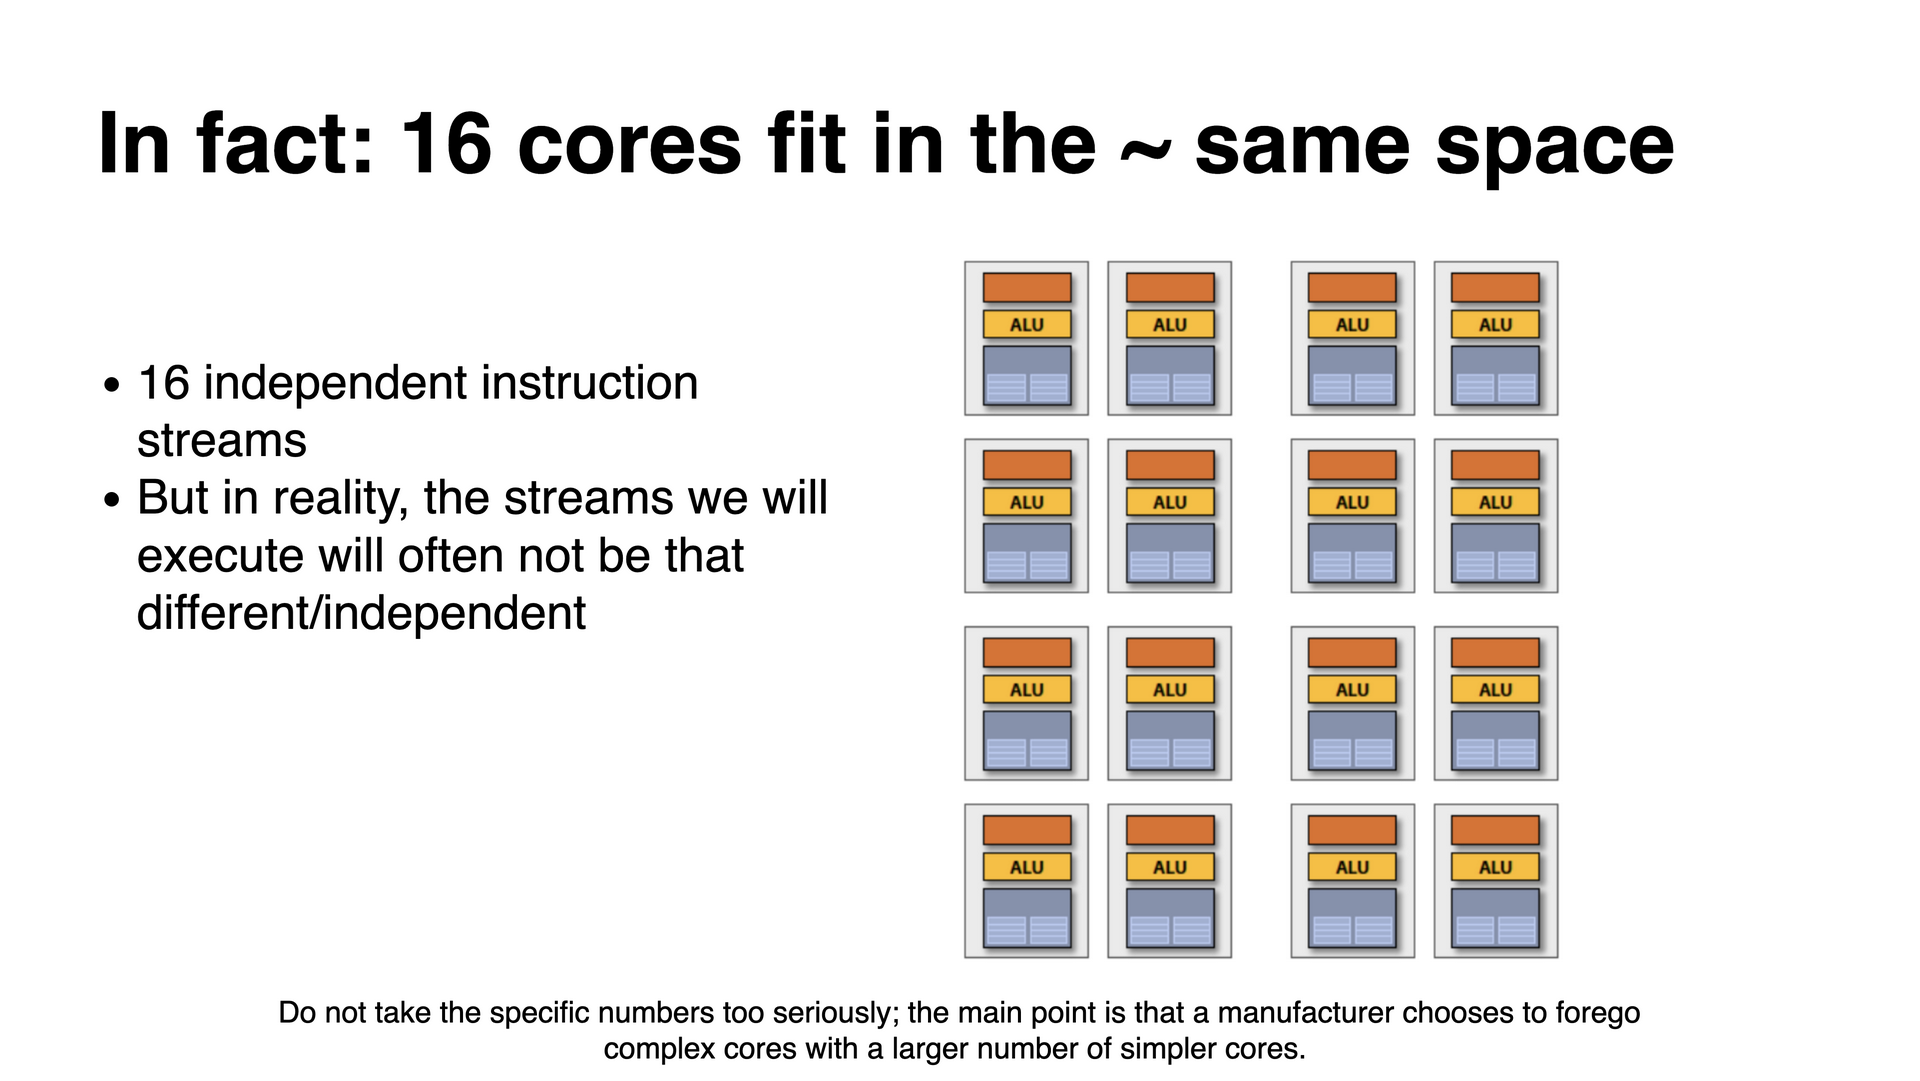 In fact: 16 cores fit in the ~ same space
• 16 independent instruction
streams
• But in reality, the streams we will
execute will often not be that
different/independent
ALU ALU ALU ALU
ALU ALU ALU ALU
ALU ALU ALU ALU
ALU ALU ALU ALU
Do not take the specific numbers too seriously; the main point is that a manufacturer chooses to forego
complex cores with a larger number of simpler cores.